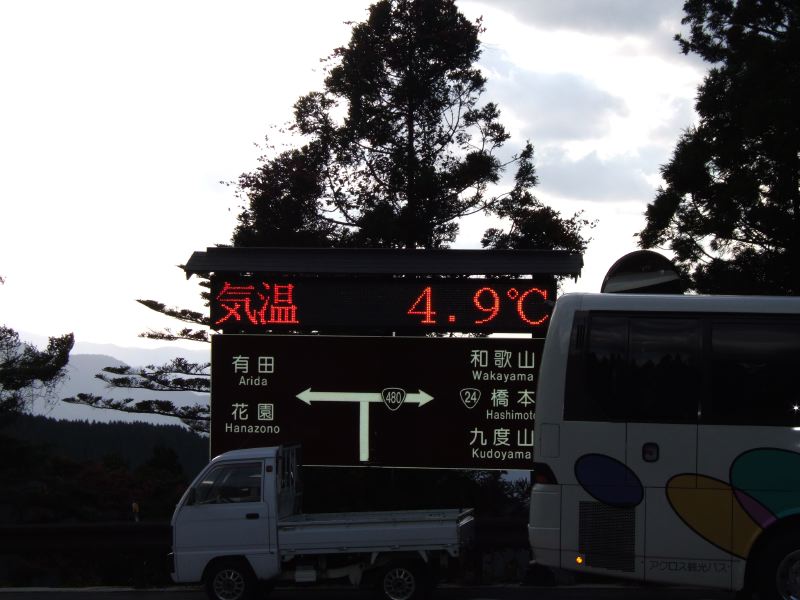 気温 4.9℃
有田
Arida
花園
Hanazono
480
和歌山
Wakayama
24 橋本
Hashimoto
九度山
Kudoyama
アクロス観光バス